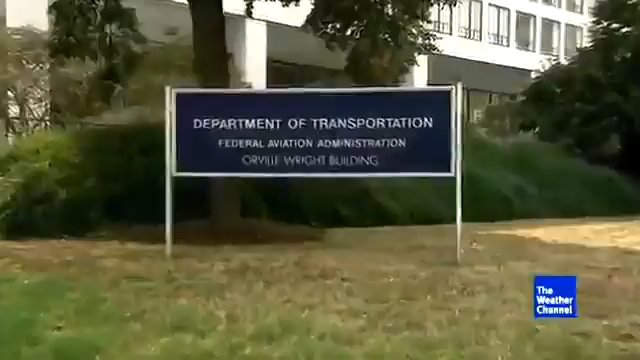 DEPARTMENT OF TRANSPORTATION
FEDERAL AVIATION ADMINISTRATION
ORVILLE WRIGHT BUILDING
The
Weather
Channel